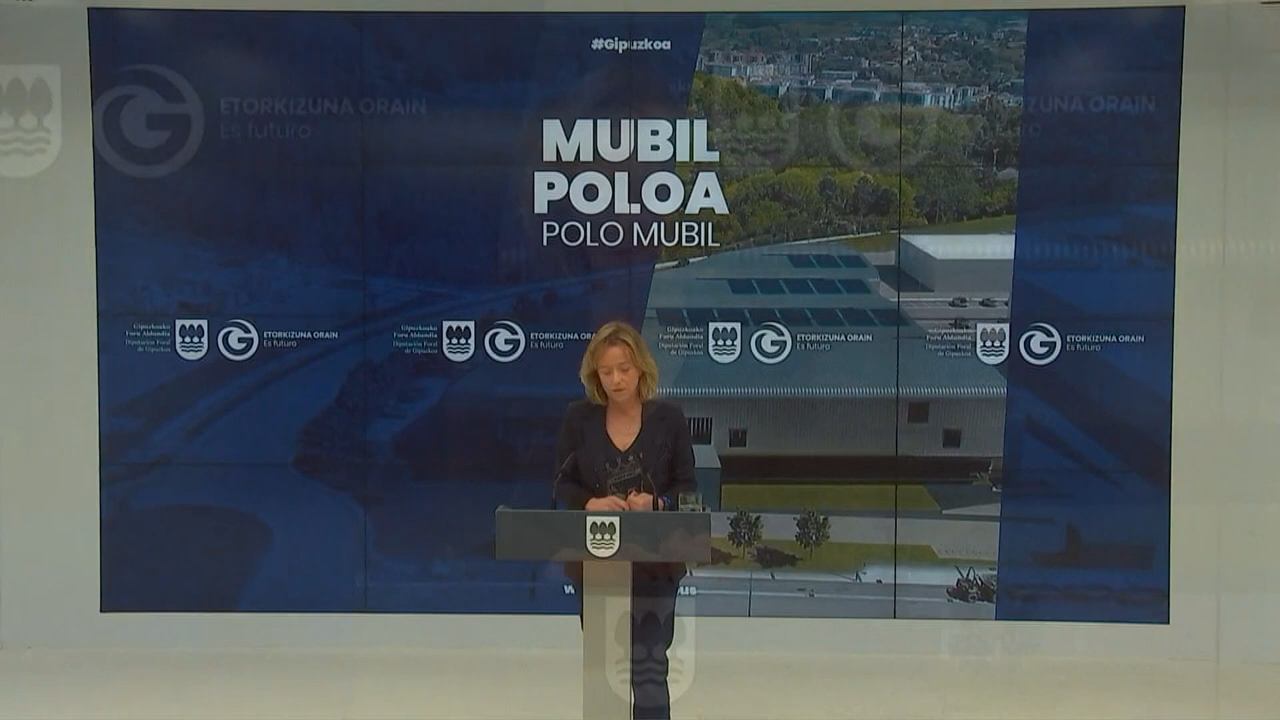 #Gipuzkoa
ETORKIZUNA ORAIN
Es futuro
ZUNA ORAIN
MUBIL
POLOA
POLO MUBIL
Gipuzkoako
Foru Aldundia
Diputación Foral
de Gipuzkoa
ETORKIZUNA ORAIN
Es futuro
Gipuzkoako
Foru Aldundia
Diputación Foral
de Gipuzkoa
ETORKIZUNA ORA
Es futuro
Gipuzkoako
Foru Aldundia
Diputación Foral
de Gipuzkoa
ETORKIZUNA ORAIN
Es futuro
Gipuzkoako
Foru Aldundia
Diputación Foral
de Gipuzkoa
ETORKIZUNA ORAIN
Es futuro